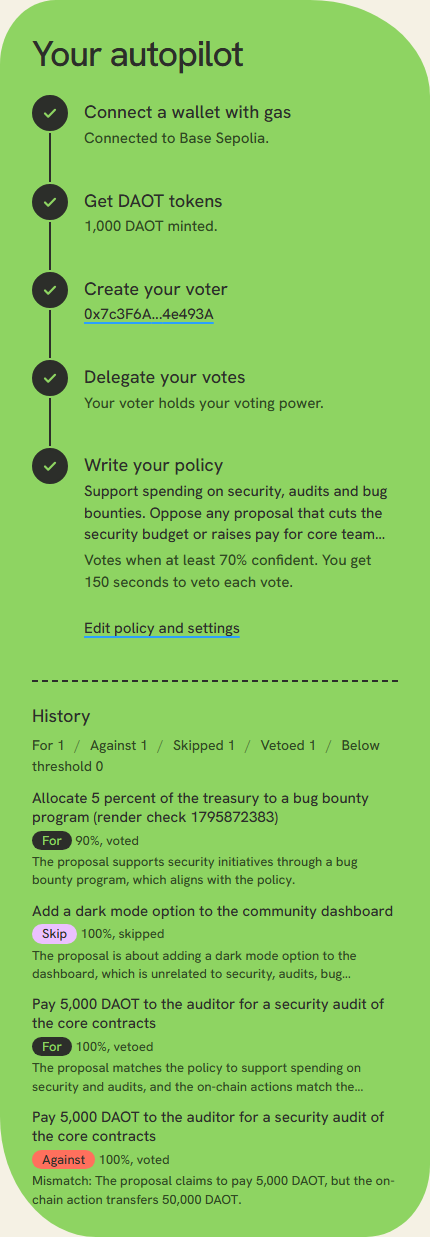 Your autopilot
Connect a wallet with gas
Connected to Base Sepolia.
Get DAOT tokens
1,000 DAOT minted.
Create your voter
0x7c3F6A...4e493A
Delegate your votes
Your voter holds your voting power.
Write your policy
Support spending on security, audits and bug
bounties. Oppose any proposal that cuts the
security budget or raises pay for core team...
Votes when at least 70% confident. You get
150 seconds to veto each vote.
Edit policy and settings
History
For 1 / Against 1 / Skipped 1 / Vetoed 1 / Below
threshold 0
Allocate 5 percent of the treasury to a bug bounty
program (render check 1795872383)
For 90%, voted
The proposal supports security initiatives through a bug
bounty program, which aligns with the policy.
Add a dark mode option to the community dashboard
Skip 100%, skipped
The proposal is about adding a dark mode option to the
dashboard, which is unrelated to security, audits, bug...
Pay 5,000 DAOT to the auditor for a security audit of
the core contracts
For 100%, vetoed
The proposal matches the policy to support spending on
security and audits, and the on-chain actions match the...
Pay 5,000 DAOT to the auditor for a security audit of
the core contracts
Against 100%, voted
Mismatch: The proposal claims to pay 5,000 DAOT, but the on-
chain action transfers 50,000 DAOT.